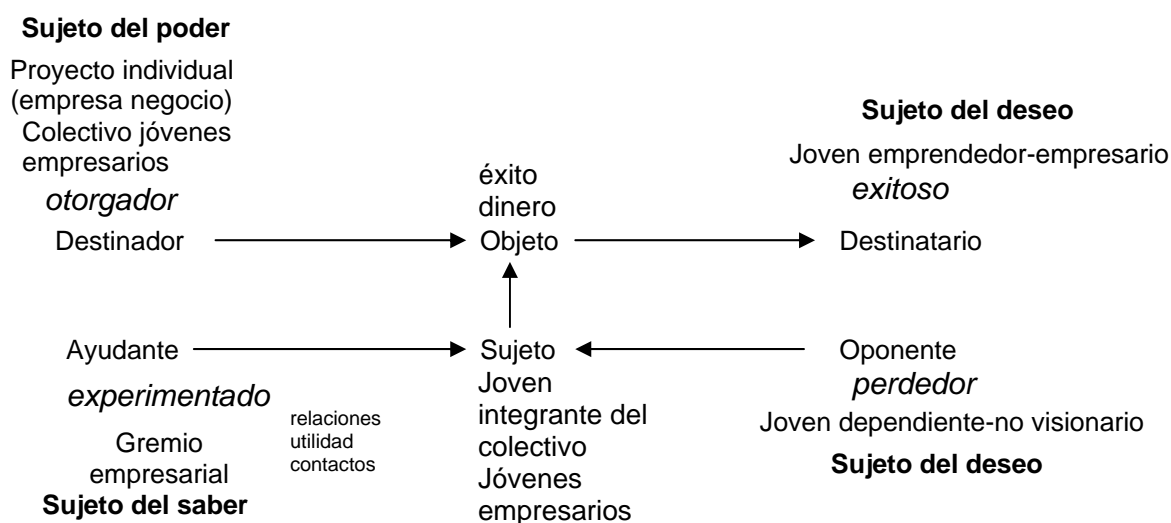 Sujeto del poder
Proyecto individual
(empresa negocio)
Colectivo jóvenes
empresarios
otorgador
Destinador
éxito
dinero
Objeto
Sujeto del deseo
Joven emprendedor-empresario
exitoso
Destinatario
Ayudante
experimentado
Gremio
empresarial
Sujeto del saber
relaciones
utilidad
contactos
Sujeto
Joven
integrante del
colectivo
Jóvenes
empresarios
Oponente
perdedor
Joven dependiente-no visionario
Sujeto del deseo